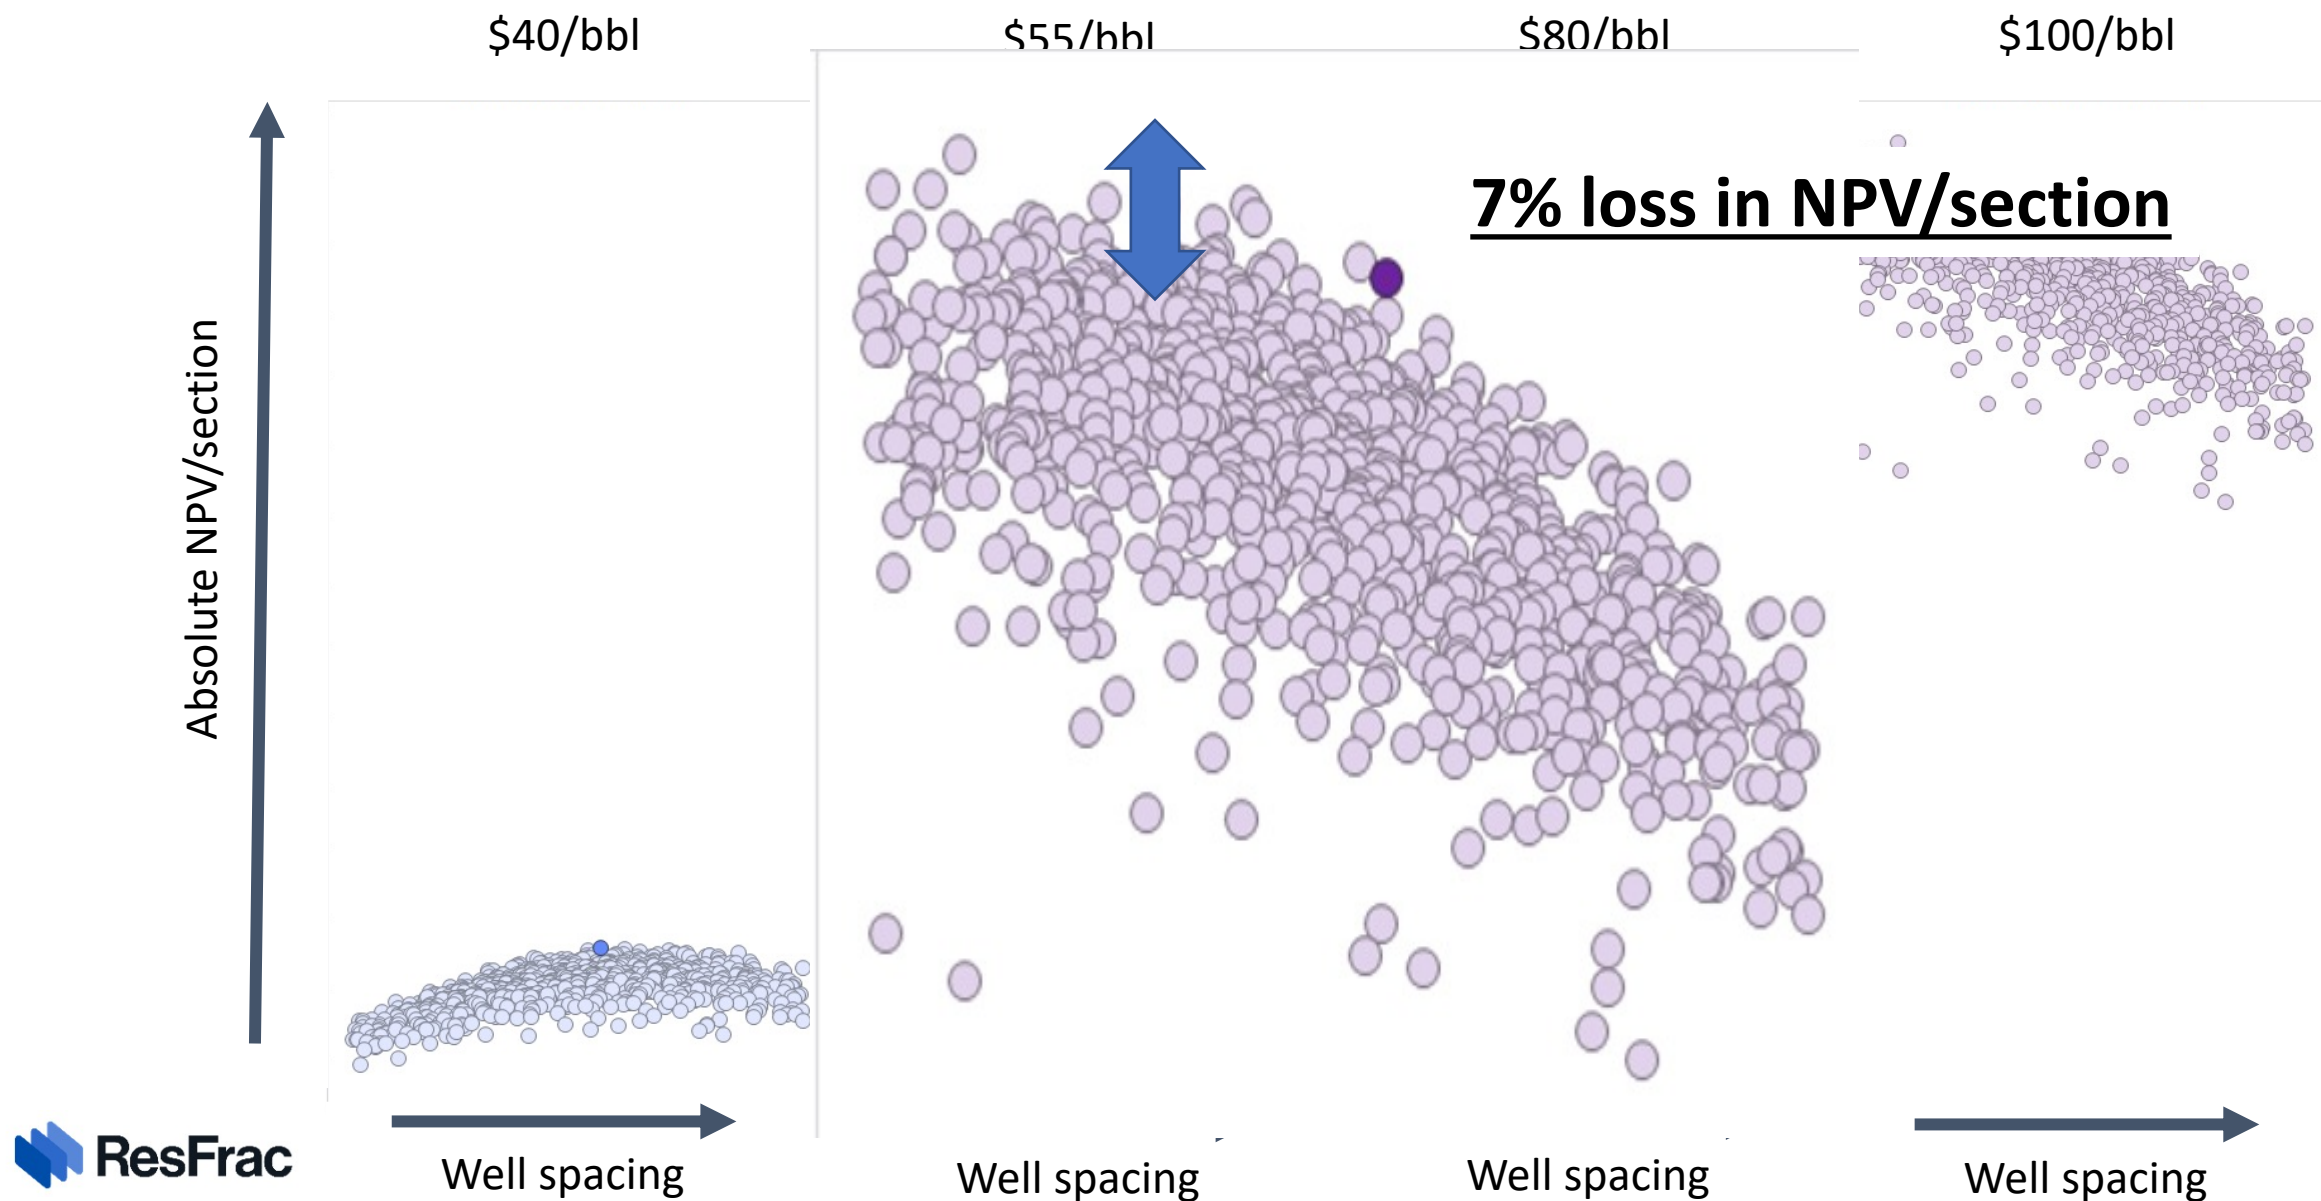 $40/bbl
$55/bbl
$80/bbl
$100/bbl
7% loss in NPV/section
Absolute NPV/section
ResFrac
Well spacing
Well spacing
Well spacing
Well spacing